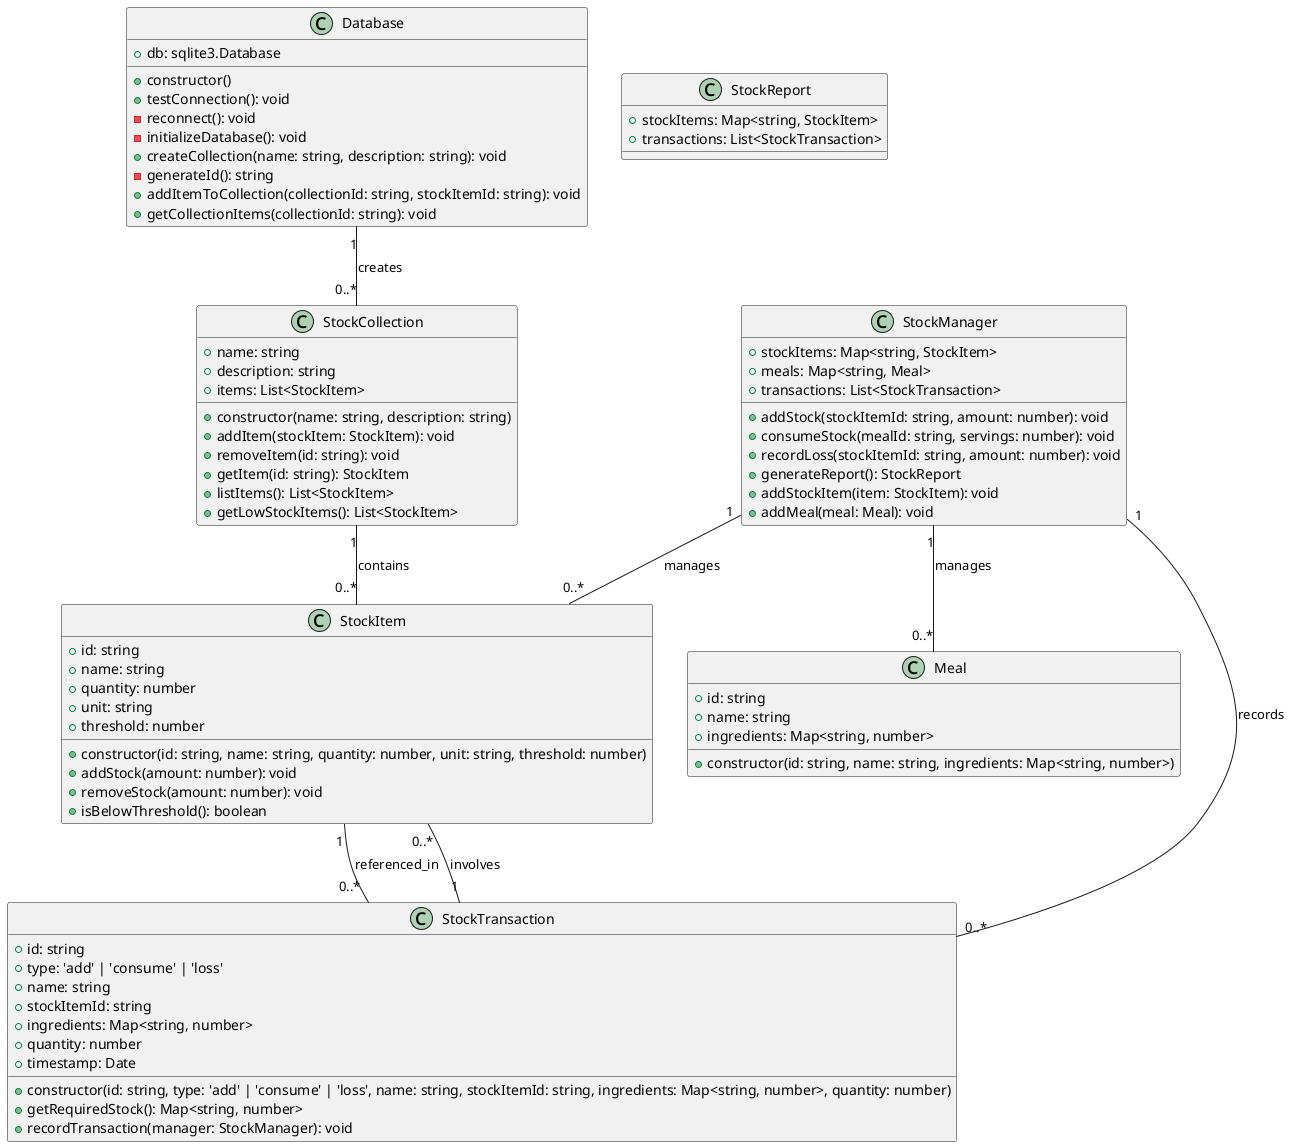 C Database
db: sqlite3.Database
constructor()
testConnection(): void
reconnect(): void
initializeDatabase(): void
createCollection(name: string, description: string): void
generateId(): string
addItemToCollection(collectionId: string, stockItemId: string): void
getCollectionItems(collectionId: string): void
C StockReport
stockItems: Map<string, StockItem>
transactions: List<StockTransaction>
1
creates
0..*
C StockCollection
name: string
description: string
items: List<StockItem>
constructor(name: string, description: string)
addItem(stockItem: StockItem): void
removeItem(id: string): void
getItem(id: string): StockItem
listItems(): List<StockItem>
getLowStockItems(): List<StockItem>
C StockManager
stockItems: Map<string, StockItem>
meals: Map<string, Meal>
transactions: List<StockTransaction>
addStock(stockItemId: string, amount: number): void
consumeStock(mealId: string, servings: number): void
recordLoss(stockItemId: string, amount: number): void
generateReport(): StockReport
addStockItem(item: StockItem): void
addMeal(meal: Meal): void
1
contains
0..*
1
manages
0..*
1
manages
0..*
1
records
0..*
C StockItem
id: string
name: string
quantity: number
unit: string
threshold: number
constructor(id: string, name: string, quantity: number, unit: string, threshold: number)
addStock(amount: number): void
removeStock(amount: number): void
isBelowThreshold(): boolean
C Meal
id: string
name: string
ingredients: Map<string, number>
constructor(id: string, name: string, ingredients: Map<string, number>)
1
referenced_in
0..*
0..*
involves
1
C StockTransaction
id: string
type: 'add' | 'consume' | 'loss'
name: string
stockItemId: string
ingredients: Map<string, number>
quantity: number
timestamp: Date
constructor(id: string, type: 'add' | 'consume' | 'loss', name: string, stockItemId: string, ingredients: Map<string, number>, quantity: number)
getRequiredStock(): Map<string, number>
recordTransaction(manager: StockManager): void